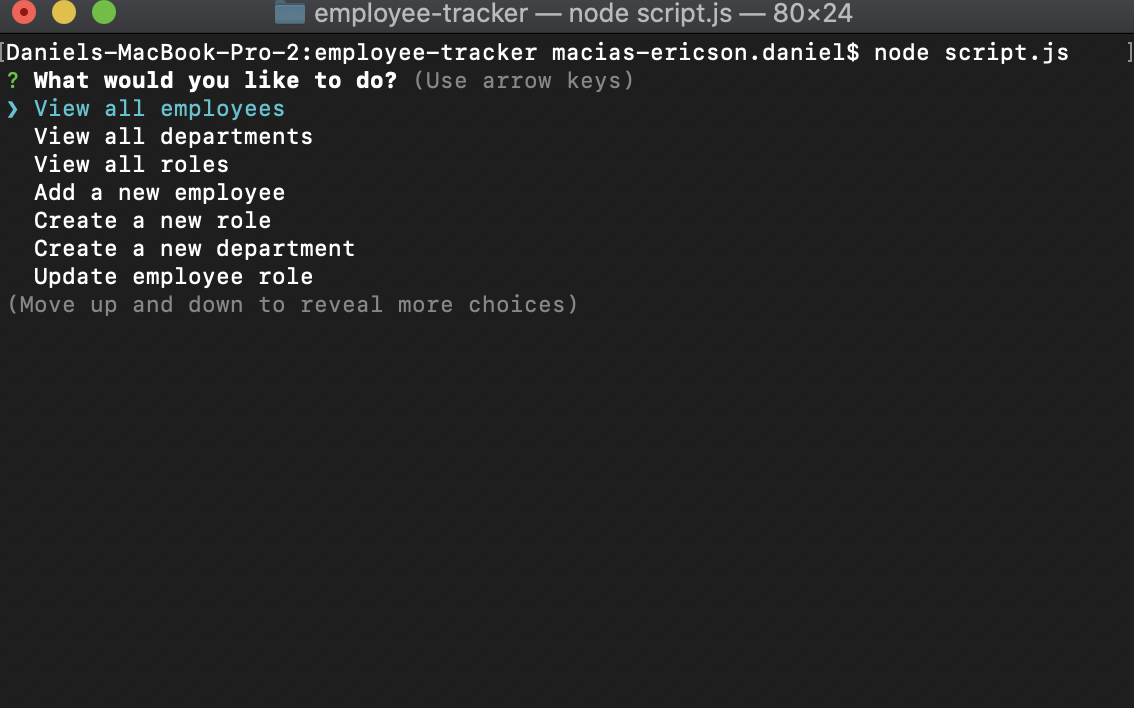 employee-tracker — node script.js — 80×24
[Daniels-MacBook-Pro-2:employee-tracker macias-ericson.daniel$ node script.js ]
? What would you like to do? (Use arrow keys)
❯ View all employees
View all departments
View all roles
Add a new employee
Create a new role
Create a new department
Update employee role
(Move up and down to reveal more choices)